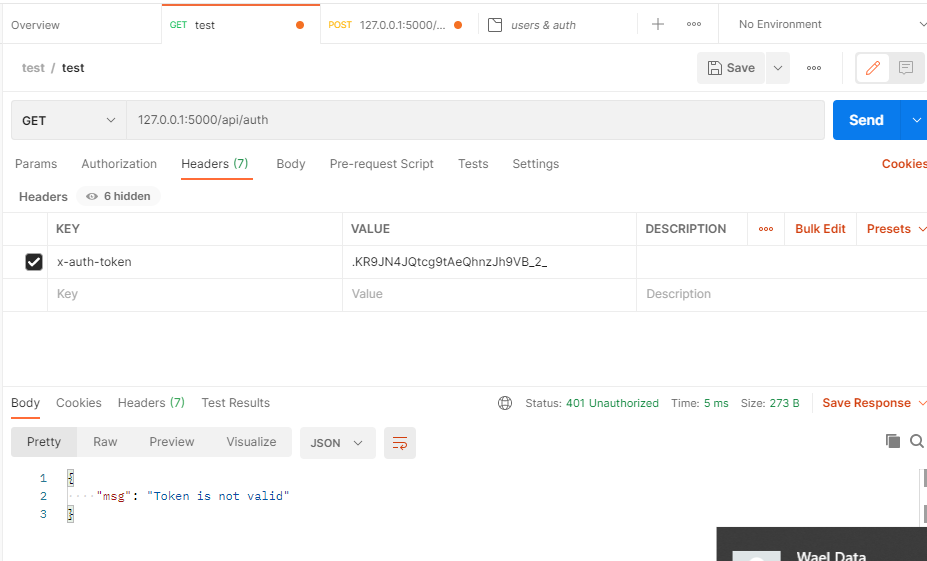 Overview GET test POST 127.0.0.1:5000/... users & auth No Environment
test / test Save
GET 127.0.0.1:5000/api/auth Send
Params Authorization Headers (7) Body Pre-request Script Tests Settings Cookies
Headers 6 hidden
KEY VALUE DESCRIPTION Bulk Edit Presets
x-auth-token .KR9JN4JQtcg9tAeQhnzJh9VB_2_
Key Value Description
Body Cookies Headers (7) Test Results Status: 401 Unauthorized Time: 5 ms Size: 273 B Save Response
Pretty Raw Preview Visualize JSON
1 {
2 "msg": "Token is not valid"
3 }
Wael Data